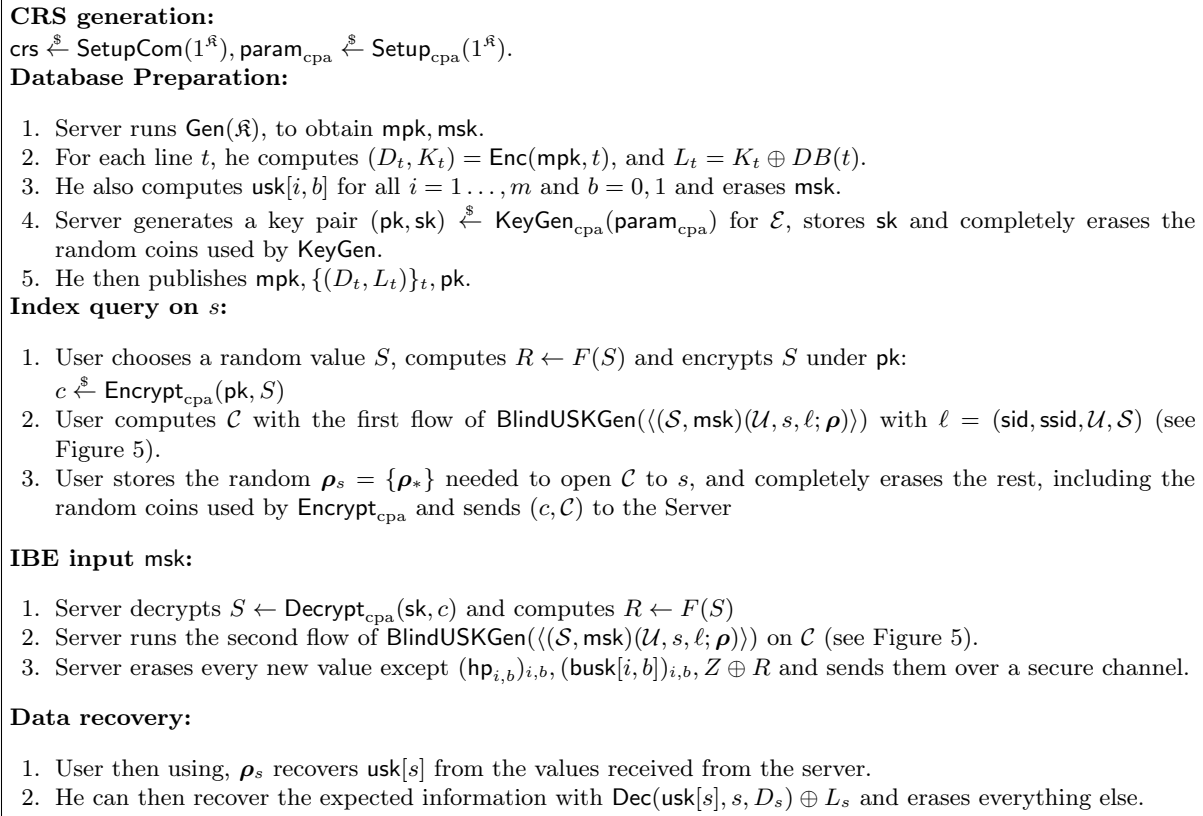 CRS generation:
crs ←$ SetupCom(1^𝔎), param_cpa ←$ Setup_cpa(1^𝔎).
Database Preparation:
1. Server runs Gen(𝔎), to obtain mpk, msk.
2. For each line t, he computes (D_t, K_t) = Enc(mpk, t), and L_t = K_t ⊕ DB(t).
3. He also computes usk[i, b] for all i = 1 . . . , m and b = 0, 1 and erases msk.
4. Server generates a key pair (pk, sk) ←$ KeyGen_cpa(param_cpa) for ℰ, stores sk and completely erases the
random coins used by KeyGen.
5. He then publishes mpk, {(D_t, L_t)}_t, pk.
Index query on s:
1. User chooses a random value S, computes R ← F(S) and encrypts S under pk:
c ←$ Encrypt_cpa(pk, S)
2. User computes 𝒞 with the first flow of BlindUSKGen(⟨(𝒮, msk)(𝒰, s, ℓ; ρ)⟩) with ℓ = (sid, ssid, 𝒰, 𝒮) (see
Figure 5).
3. User stores the random ρ_s = {ρ_*} needed to open 𝒞 to s, and completely erases the rest, including the
random coins used by Encrypt_cpa and sends (c, 𝒞) to the Server
IBE input msk:
1. Server decrypts S ← Decrypt_cpa(sk, c) and computes R ← F(S)
2. Server runs the second flow of BlindUSKGen(⟨(𝒮, msk)(𝒰, s, ℓ; ρ)⟩) on 𝒞 (see Figure 5).
3. Server erases every new value except (hp_{i,b})_{i,b}, (busk[i, b])_{i,b}, Z ⊕ R and sends them over a secure channel.
Data recovery:
1. User then using, ρ_s recovers usk[s] from the values received from the server.
2. He can then recover the expected information with Dec(usk[s], s, D_s) ⊕ L_s and erases everything else.